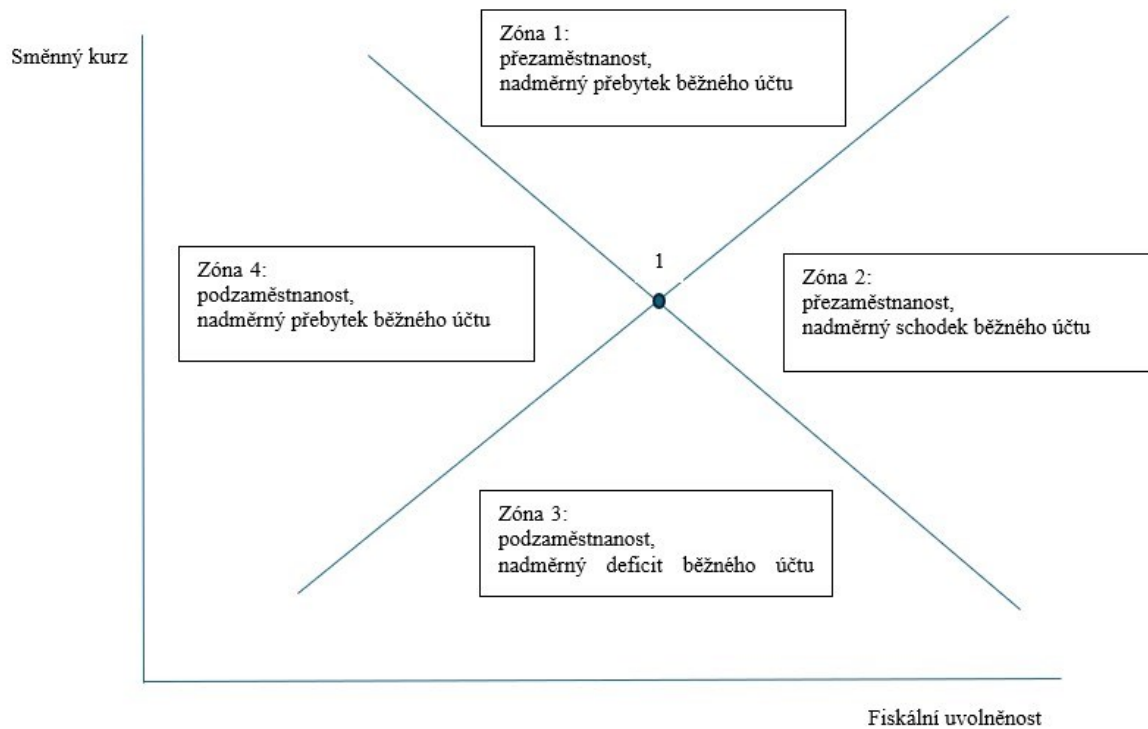 Směnný kurz
Zóna 1:
přezaměstnanost,
nadměrný přebytek běžného účtu
Zóna 4:
podzaměstnanost,
nadměrný přebytek běžného účtu
1
Zóna 2:
přezaměstnanost,
nadměrný schodek běžného účtu
Zóna 3:
podzaměstnanost,
nadměrný deficit běžného účtu
Fiskální uvolněnost